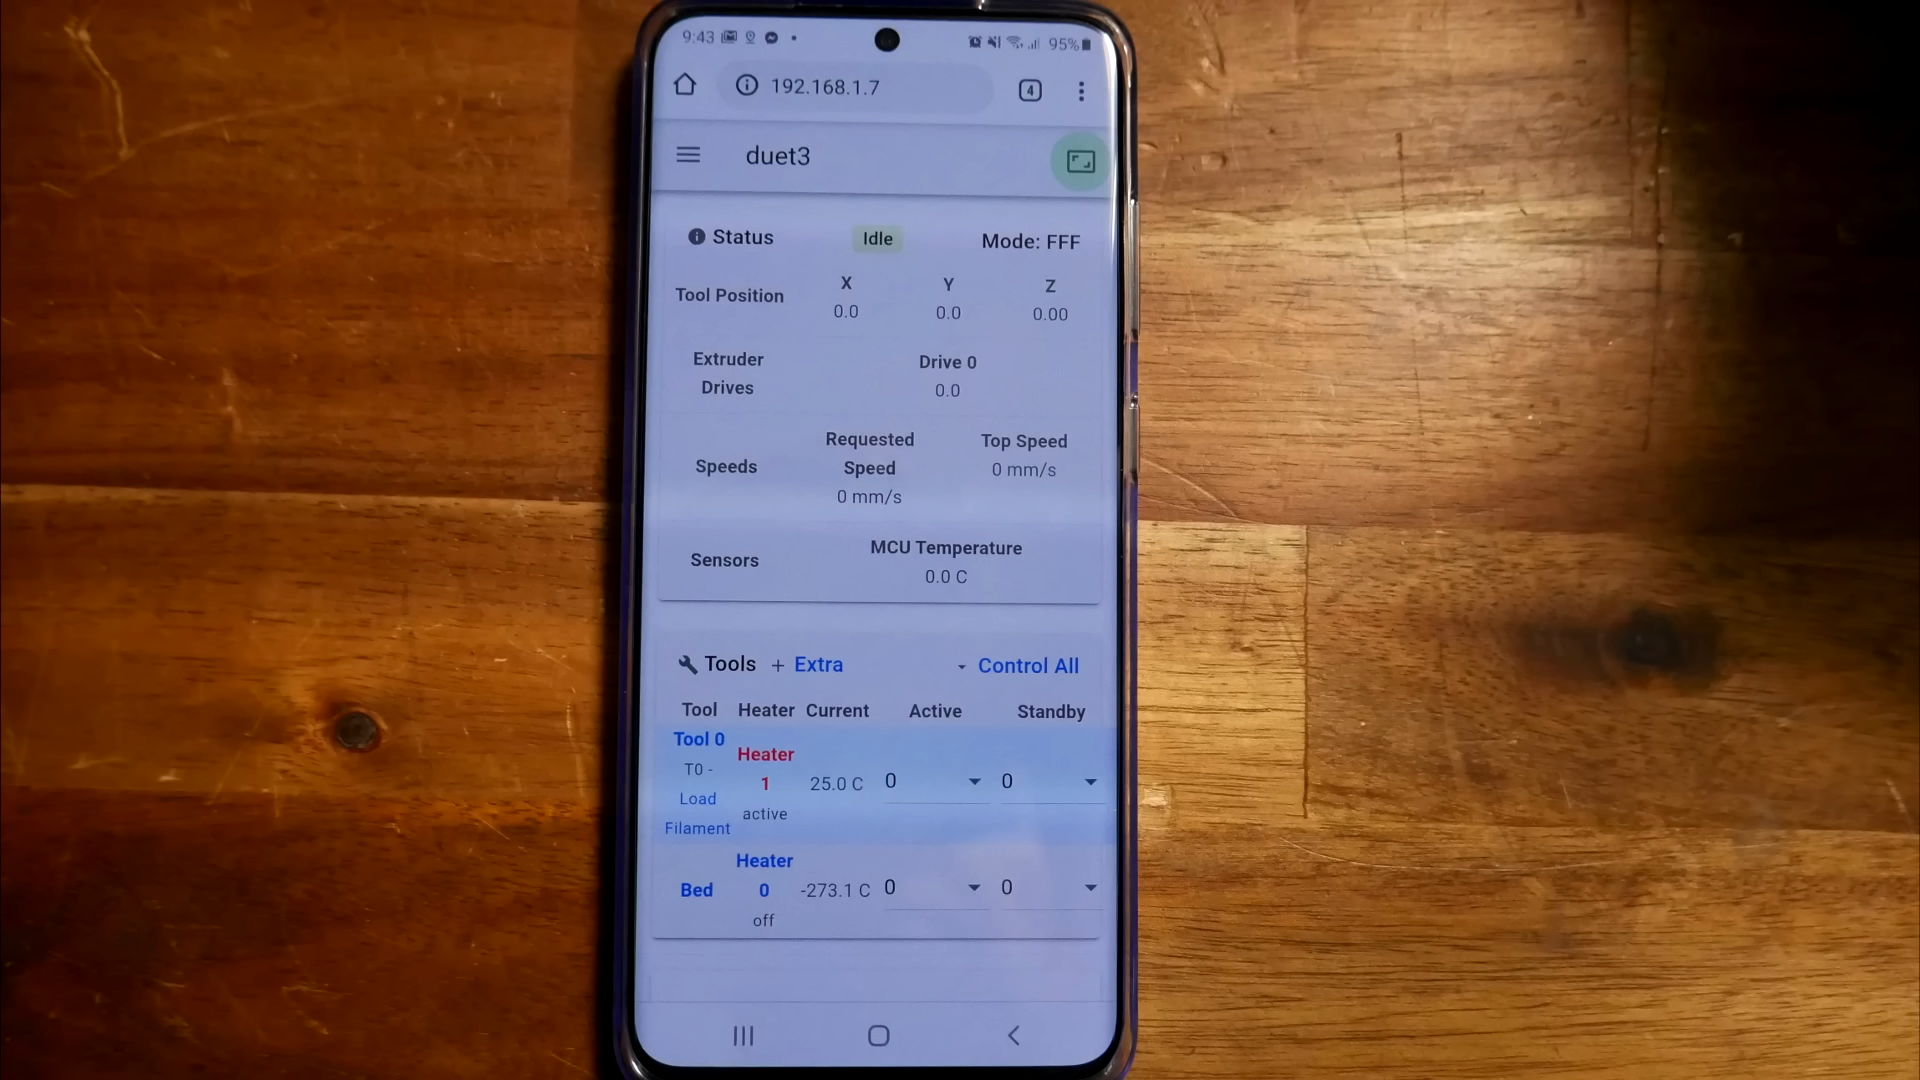 9:43 95%
192.168.1.7 4
duet3
Status Idle Mode: FFF
Tool Position X Y Z
0.0 0.0 0.00
Extruder Drives Drive 0
0.0
Speeds Requested Speed Top Speed
0 mm/s 0 mm/s
Sensors MCU Temperature
0.0 C
Tools + Extra Control All
Tool Heater Current Active Standby
Tool 0 Heater
T0 - 1 25.0 C 0 0
Load active
Filament
Heater
Bed 0 -273.1 C 0 0
off